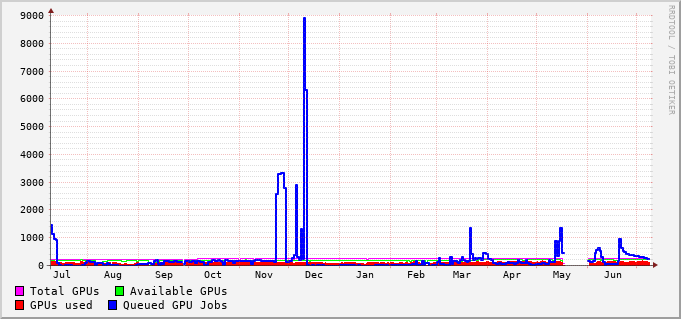 9000
8000
7000
6000
5000
4000
3000
2000
1000
0
Jul Aug Sep Oct Nov Dec Jan Feb Mar Apr May Jun
Total GPUs Available GPUs
GPUs used Queued GPU Jobs
RRDTOOL / TOBI OETIKER